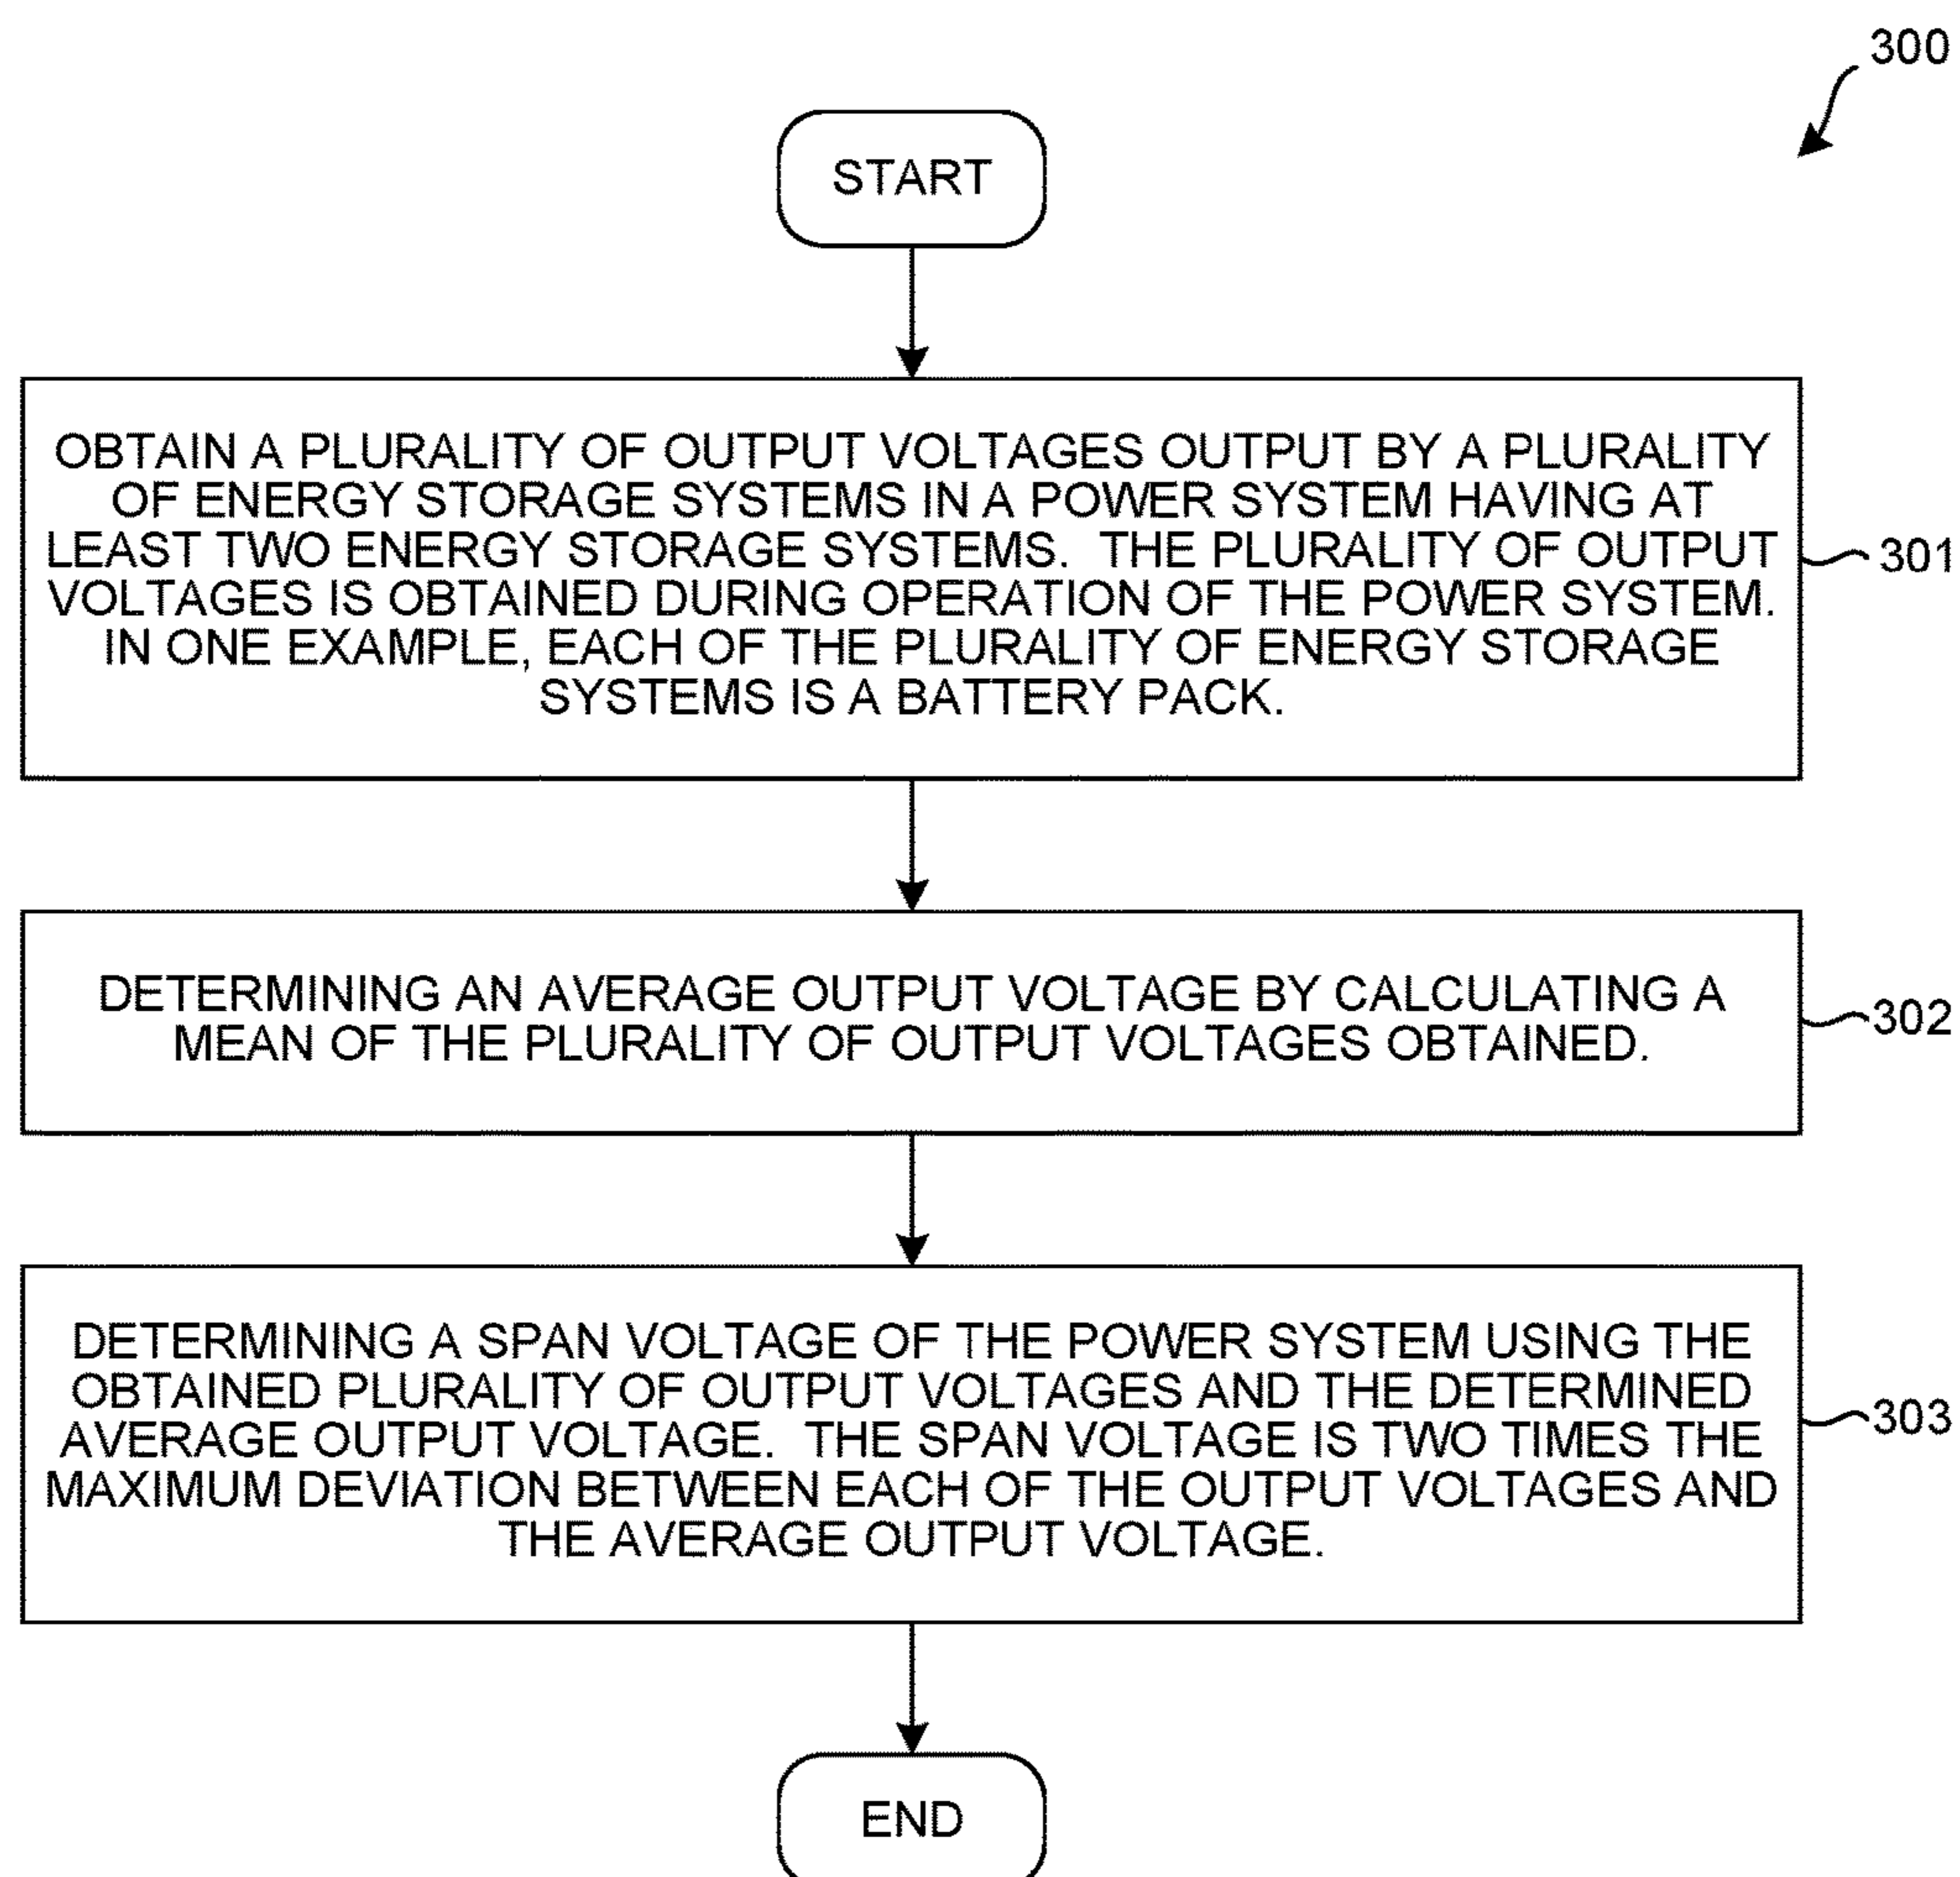 300
START
OBTAIN A PLURALITY OF OUTPUT VOLTAGES OUTPUT BY A PLURALITY
OF ENERGY STORAGE SYSTEMS IN A POWER SYSTEM HAVING AT
LEAST TWO ENERGY STORAGE SYSTEMS.  THE PLURALITY OF OUTPUT
VOLTAGES IS OBTAINED DURING OPERATION OF THE POWER SYSTEM.
IN ONE EXAMPLE, EACH OF THE PLURALITY OF ENERGY STORAGE
SYSTEMS IS A BATTERY PACK.
301
DETERMINING AN AVERAGE OUTPUT VOLTAGE BY CALCULATING A
MEAN OF THE PLURALITY OF OUTPUT VOLTAGES OBTAINED.
302
DETERMINING A SPAN VOLTAGE OF THE POWER SYSTEM USING THE
OBTAINED PLURALITY OF OUTPUT VOLTAGES AND THE DETERMINED
AVERAGE OUTPUT VOLTAGE.  THE SPAN VOLTAGE IS TWO TIMES THE
MAXIMUM DEVIATION BETWEEN EACH OF THE OUTPUT VOLTAGES AND
THE AVERAGE OUTPUT VOLTAGE.
303
END